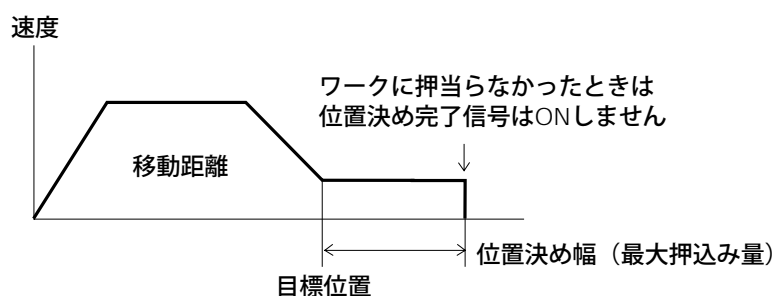 速度
ワークに押当らなかったときは
位置決め完了信号はONしません
移動距離
位置決め幅（最大押込み量）
目標位置